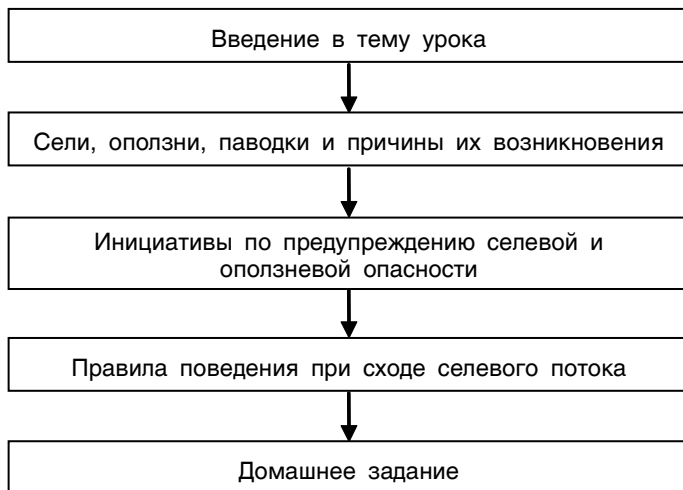 Введение в тему урока
Сели, оползни, паводки и причины их возникновения
Инициативы по предупреждению селевой и
оползневой опасности
Правила поведения при сходе селевого потока
Домашнее задание